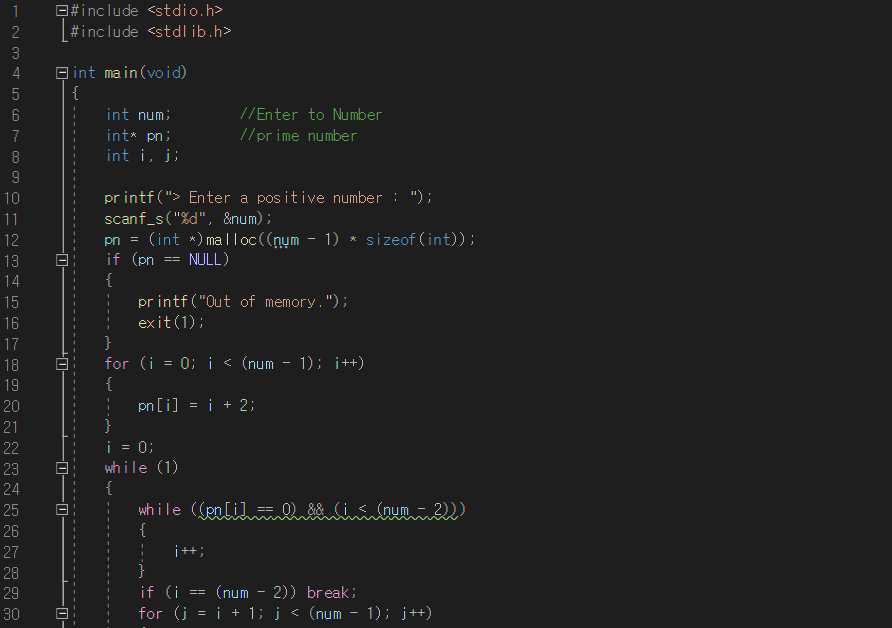 1 #include <stdio.h>
2 #include <stdlib.h>
3
4 int main(void)
5 {
6 int num; //Enter to Number
7 int* pn; //prime number
8 int i, j;
9
10 printf("> Enter a positive number : ");
11 scanf_s("%d", &num);
12 pn = (int *)malloc((num - 1) * sizeof(int));
13 if (pn == NULL)
14 {
15 printf("Out of memory.");
16 exit(1);
17 }
18 for (i = 0; i < (num - 1); i++)
19 {
20 pn[i] = i + 2;
21 }
22 i = 0;
23 while (1)
24 {
25 while ((pn[i] == 0) && (i < (num - 2)))
26 {
27 i++;
28 }
29 if (i == (num - 2)) break;
30 for (j = i + 1; j < (num - 1); j++)